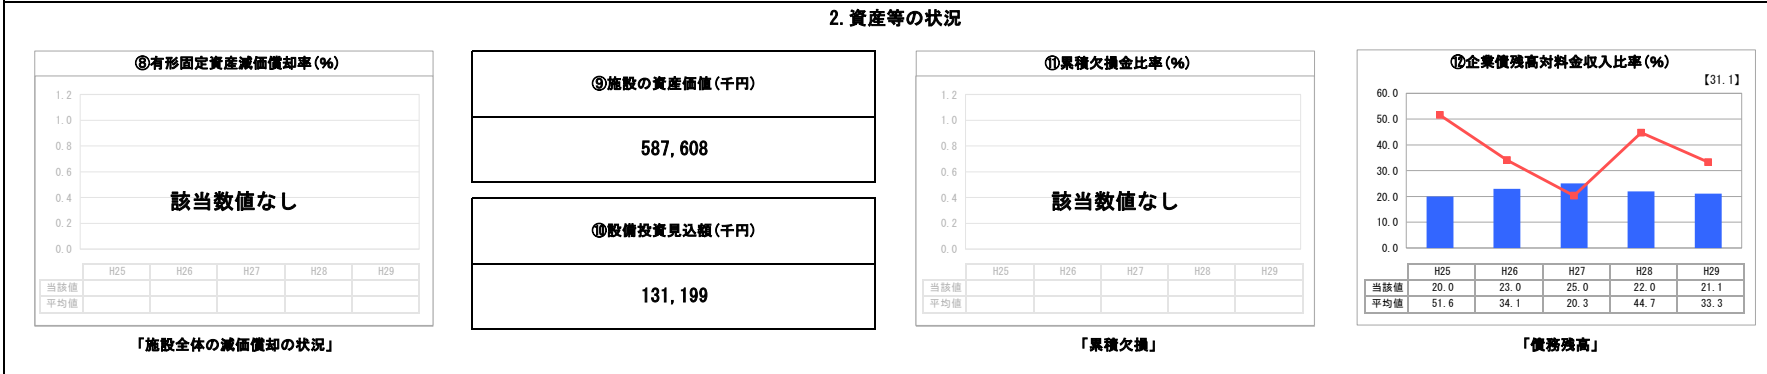 2. 資産等の状況
⑧有形固定資産減価償却率(%)
1.2
1.0
0.8
0.6
0.4
0.2
0.0
該当数値なし
H25 H26 H27 H28 H29
当該値
平均値
「施設全体の減価償却の状況」
⑨施設の資産価値(千円)
587,608
⑩設備投資見込額(千円)
131,199
⑪累積欠損金比率(%)
1.2
1.0
0.8
0.6
0.4
0.2
0.0
該当数値なし
H25 H26 H27 H28 H29
当該値
平均値
「累積欠損」
⑫企業債残高対料金収入比率(%)
【31.1】
60.0
50.0
40.0
30.0
20.0
10.0
0.0
H25 H26 H27 H28 H29
当該値 20.0 23.0 25.0 22.0 21.1
平均値 51.6 34.1 20.3 44.7 33.3
「債務残高」